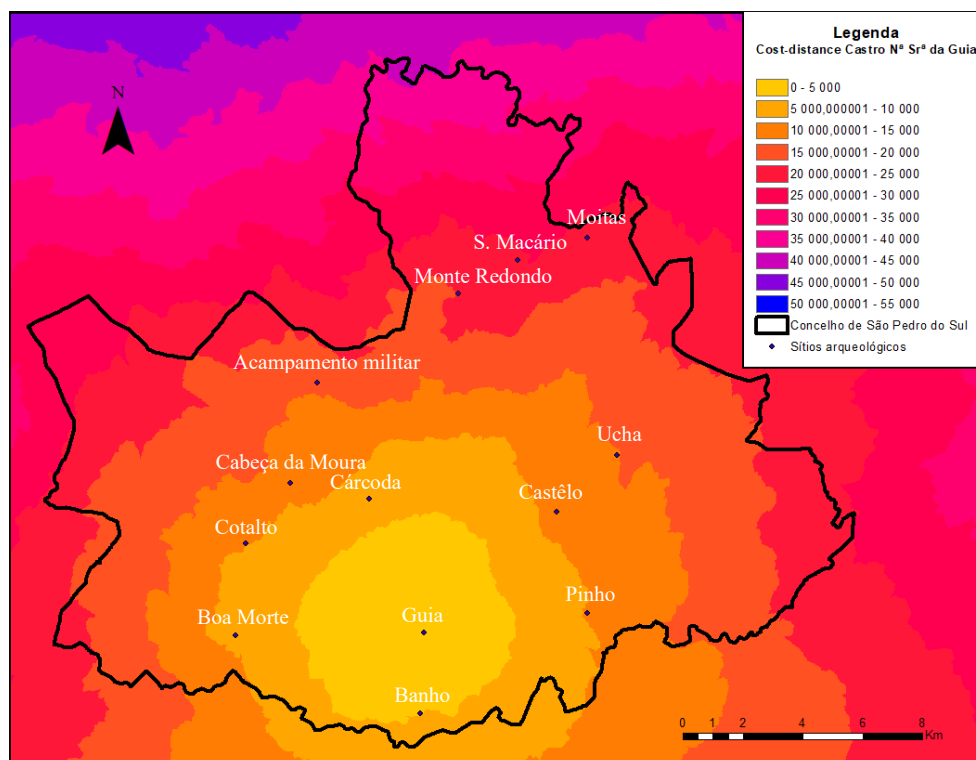 Legenda
Cost-distance Castro Nª Srª da Guia
0 - 5 000
5 000,000001 - 10 000
10 000,00001 - 15 000
15 000,00001 - 20 000
20 000,00001 - 25 000
25 000,00001 - 30 000
30 000,00001 - 35 000
35 000,00001 - 40 000
40 000,00001 - 45 000
45 000,00001 - 50 000
50 000,00001 - 55 000
Concelho de São Pedro do Sul
Sítios arqueológicos
N
Moitas
S. Macário
Monte Redondo
Acampamento militar
Ucha
Cabeça da Moura
Cárcoda
Castêlo
Cotalto
Pinho
Boa Morte
Guia
Banho
0 1 2 4 6 8
Km